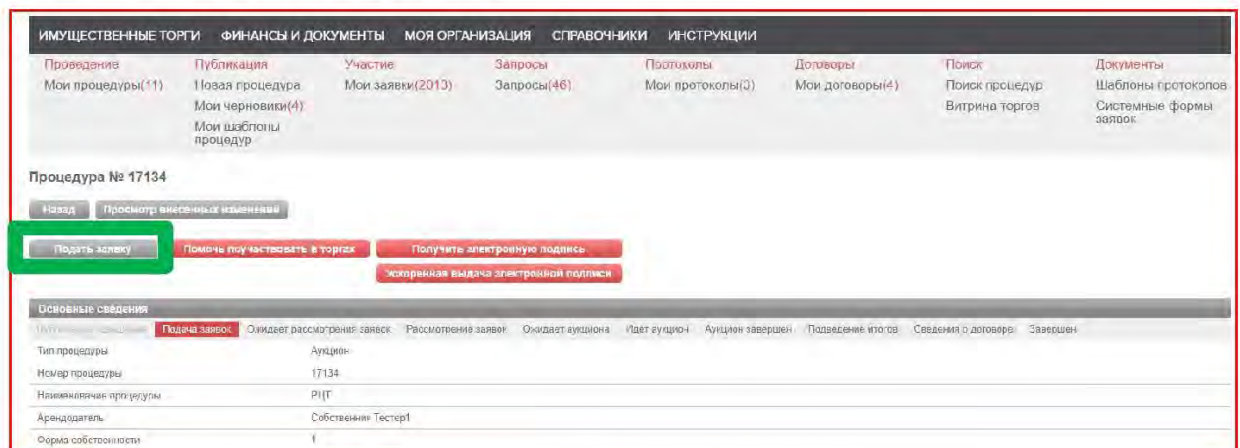 ИМУЩЕСТВЕННЫЕ ТОРГИ ФИНАНСЫ И ДОКУМЕНТЫ МОЯ ОРГАНИЗАЦИЯ СПРАВОЧНИКИ ИНСТРУКЦИИ
Проведение Публикация Участие Запросы Протоколы Договоры Поиск Документы
Мои процедуры(11) Новая процедура Мои заявки(2013) Запросы(46) Мои протоколы(3) Мои договоры(4) Поиск процедур Шаблоны протоколов
Мои черновики(4) Витрина торгов Системные формы заявок
Мои шаблоны процедур
Процедура № 17134
Назад Просмотр внесенных изменений
Подать заявку Помочь поучаствовать в торгах Получить электронную подпись
Ускоренная выдача электронной подписи
Основные сведения
Подача заявок Ожидает рассмотрения заявок Рассмотрение заявок Ожидает аукциона Идет аукцион Аукцион завершен Подведение итогов Сведения о договоре Завершен
Тип процедуры Аукцион
Номер процедуры 17134
Наименование процедуры РЦТ
Арендодатель Собственник Тестер1
Форма собственности 1